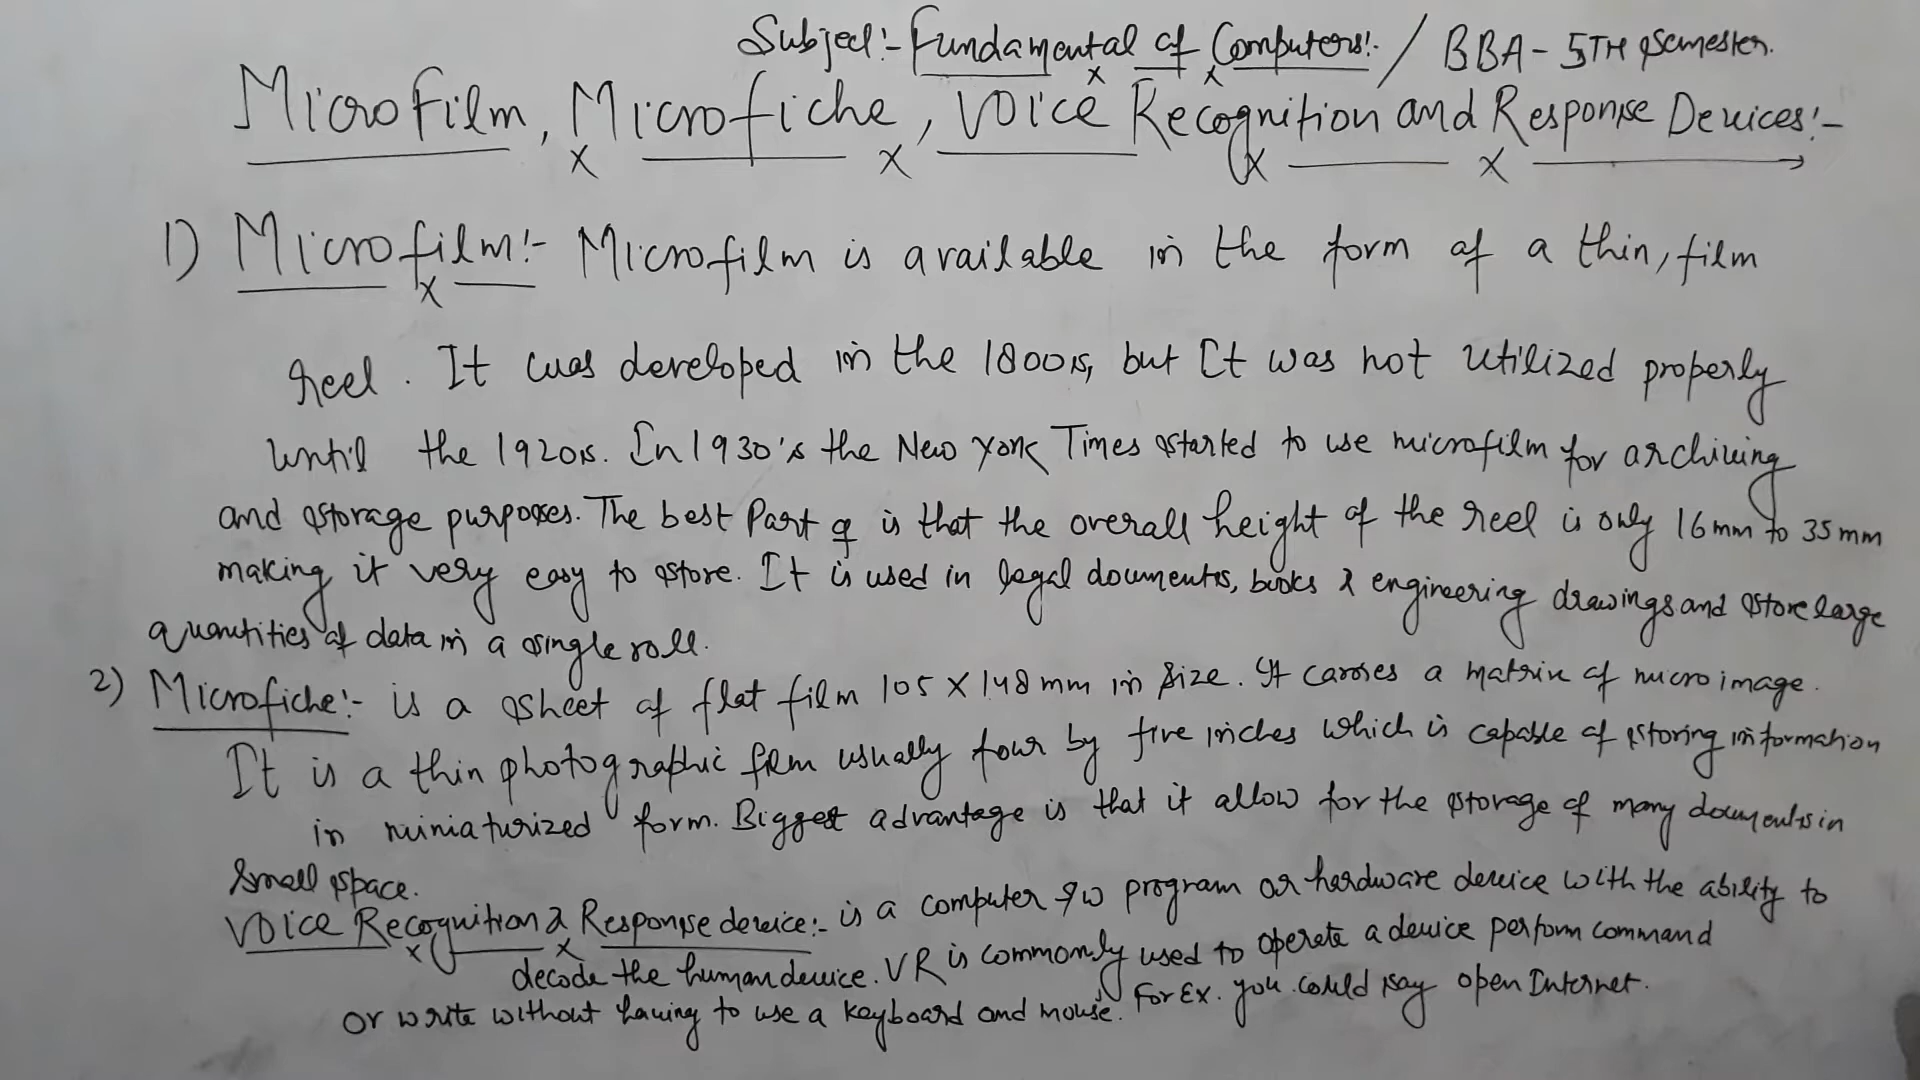 Subject:- Fundamental of Computers:- / BBA - 5TH Semester.
Microfilm, Microfiche, Voice Recognition and Response Devices:-
1) Microfilm:- Microfilm is available in the form of a thin, film
reel. It was developed in the 1800s, but It was not utilized properly
until the 1920s. In 1930's the New York Times started to use microfilm for archiving
and storage purposes. The best Part of is that the overall height of the reel is only 16mm to 35mm
making it very easy to store. It is used in legal documents, books & engineering drawings and store large
quantities of data in a single roll.
2) Microfiche:- is a sheet of flat film 105 X 148 mm in size. It carries a matrix of micro image.
It is a thin photographic film usually four by five inches which is capable of storing information
in miniaturized form. Biggest advantage is that it allow for the storage of many documents in
small space.
Voice Recognition & Response device:- is a computer S/W program or hardware device with the ability to
decode the human device. VR is commonly used to operate a device perform command
or write without having to use a keyboard and mouse. For Ex. you could say open Internet.